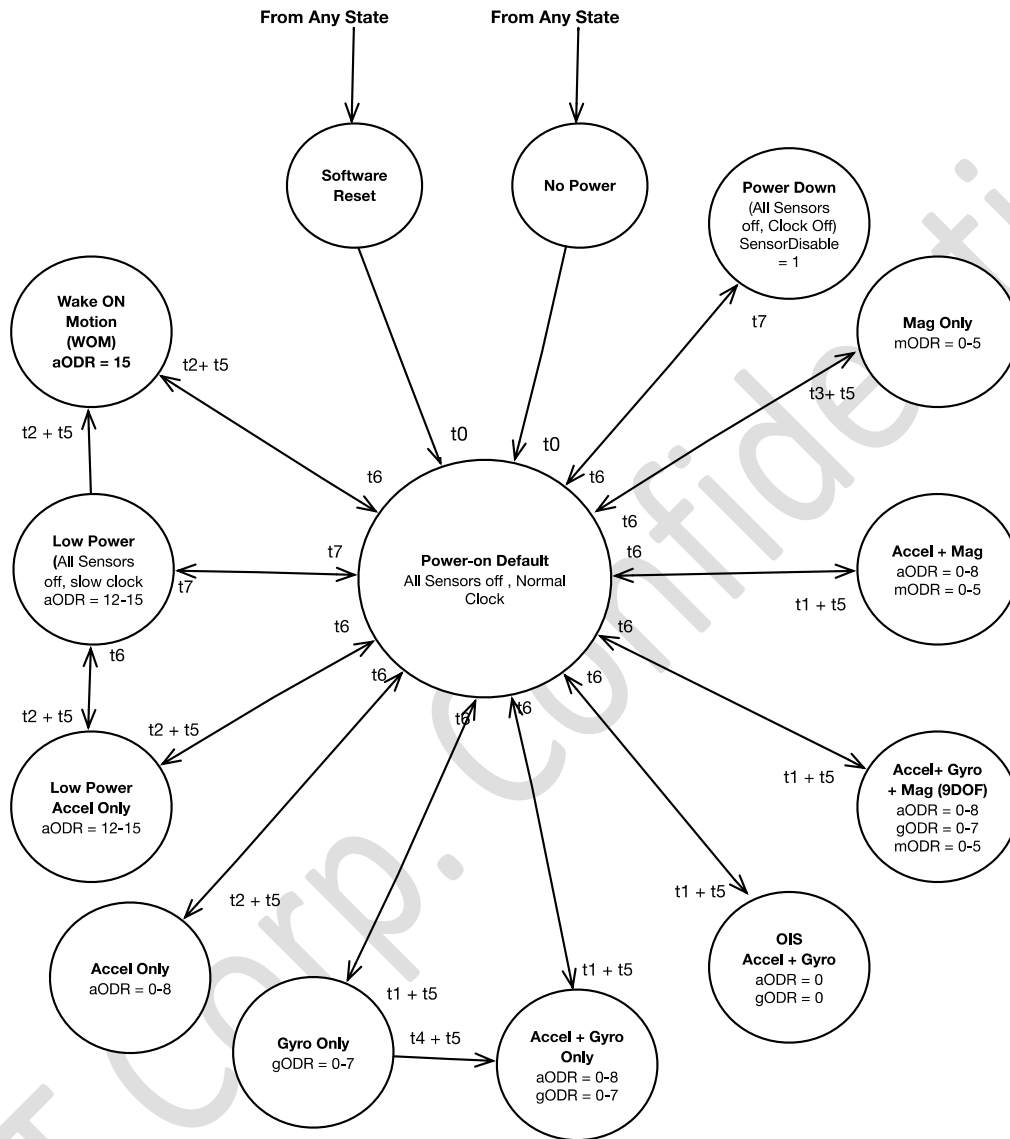 From Any State
From Any State
Software
Reset
No Power
Power Down
(All Sensors
off, Clock Off)
SensorDisable
= 1
Wake ON
Motion
(WOM)
aODR = 15
t7
Mag Only
mODR = 0-5
t2+ t5
t3+ t5
t2 + t5
t0
t0
t6
t6
t6
Low Power
(All Sensors
off, slow clock
aODR = 12-15
t7
t7
Power-on Default
All Sensors off , Normal
Clock
t6
Accel + Mag
aODR = 0-8
mODR = 0-5
t1 + t5
t6
t6
t6
t6
t6
t6
t6
t2 + t5
t2 + t5
Low Power
Accel Only
aODR = 12-15
t1 + t5
Accel+ Gyro
+ Mag (9DOF)
aODR = 0-8
gODR = 0-7
mODR = 0-5
t2 + t5
t1 + t5
Accel Only
aODR = 0-8
OIS
Accel + Gyro
aODR = 0
gODR = 0
t1 + t5
t1 + t5
Gyro Only
gODR = 0-7
t4 + t5
Accel + Gyro
Only
aODR = 0-8
gODR = 0-7
Corp. Confidenti